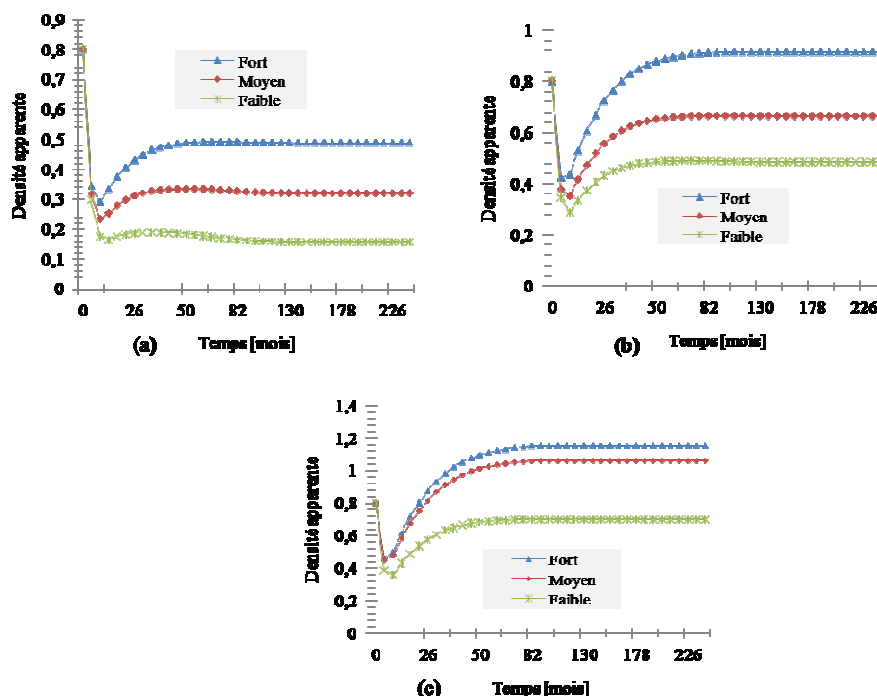 0,9
0,8
0,7
0,6
0,5
0,4
0,3
0,2
0,1
0
Densité apparente
Fort
Moyen
Faible
0 26 50 82 130 178 226
(a)
Temps [mois]
1
0,8
0,6
0,4
0,2
0
Densité apparente
Fort
Moyen
Faible
0 26 50 82 130 178 226
(b)
Temps [mois]
1,4
1,2
1
0,8
0,6
0,4
0,2
0
Densité apparente
Fort
Moyen
Faible
0 26 50 82 130 178 226
Temps [mois]
(c)